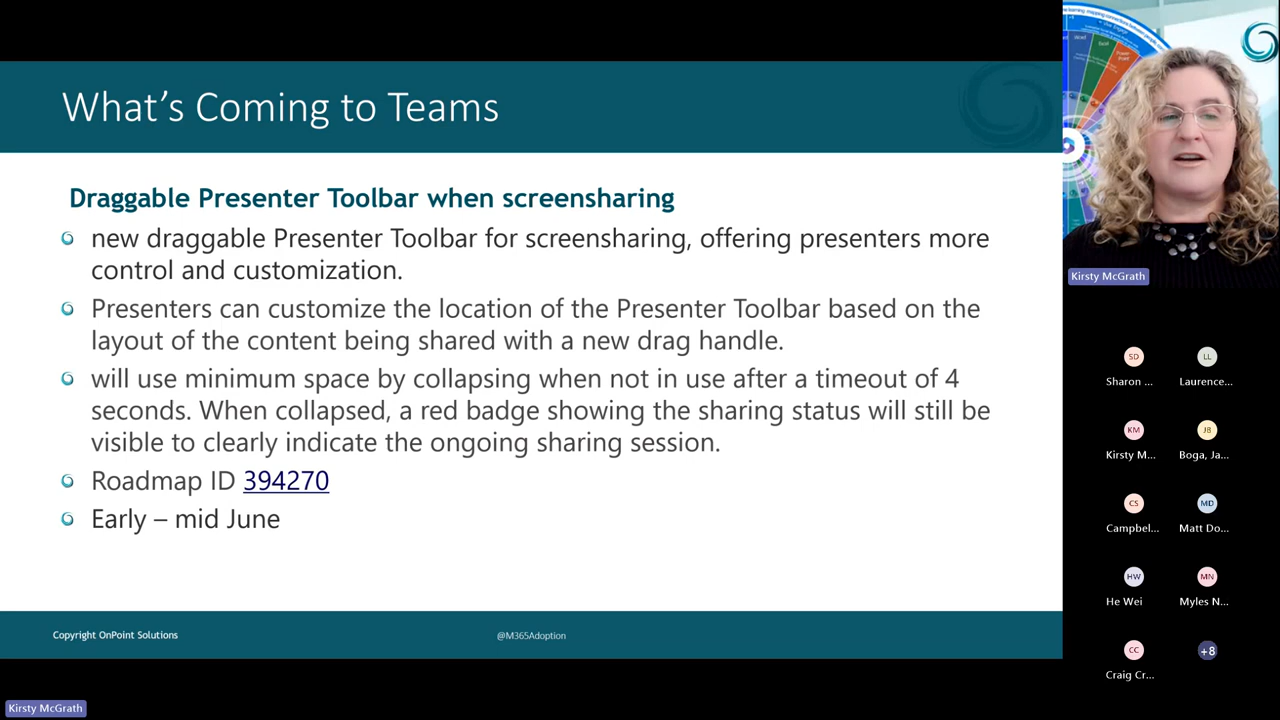 What's Coming to Teams
Draggable Presenter Toolbar when screensharing
new draggable Presenter Toolbar for screensharing, offering presenters more
control and customization.
Presenters can customize the location of the Presenter Toolbar based on the
layout of the content being shared with a new drag handle.
will use minimum space by collapsing when not in use after a timeout of 4
seconds. When collapsed, a red badge showing the sharing status will still be
visible to clearly indicate the ongoing sharing session.
Roadmap ID 394270
Early – mid June
Copyright OnPoint Solutions
@M365Adoption
Kirsty McGrath
Word
Excel
Power
Point
Kirsty McGrath
SD
LL
Sharon ...
Laurence...
KM
JB
Kirsty M...
Boga, Ja...
CS
MD
Campbel...
Matt Do...
HW
MN
He Wei
Myles N...
CC
+8
Craig Cr...